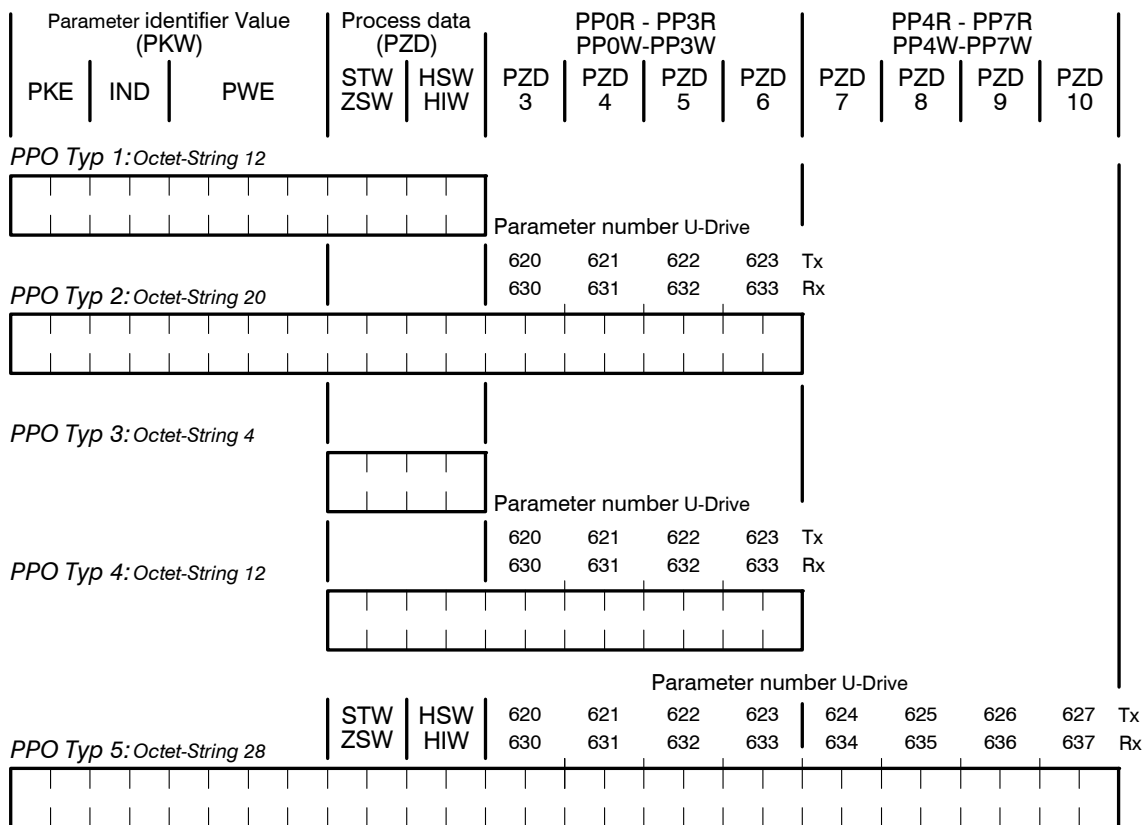 Parameter identifier Value Process data PP0R - PP3R PP4R - PP7R
(PKW) (PZD) PP0W-PP3W PP4W-PP7W
PKE IND PWE STW HSW PZD PZD PZD PZD PZD PZD PZD PZD
ZSW HIW 3 4 5 6 7 8 9 10
PPO Typ 1: Octet-String 12
Parameter number U-Drive
620 621 622 623 Tx
630 631 632 633 Rx
PPO Typ 2: Octet-String 20
PPO Typ 3: Octet-String 4
Parameter number U-Drive
620 621 622 623 Tx
630 631 632 633 Rx
PPO Typ 4: Octet-String 12
Parameter number U-Drive
STW HSW 620 621 622 623 624 625 626 627 Tx
ZSW HIW 630 631 632 633 634 635 636 637 Rx
PPO Typ 5: Octet-String 28